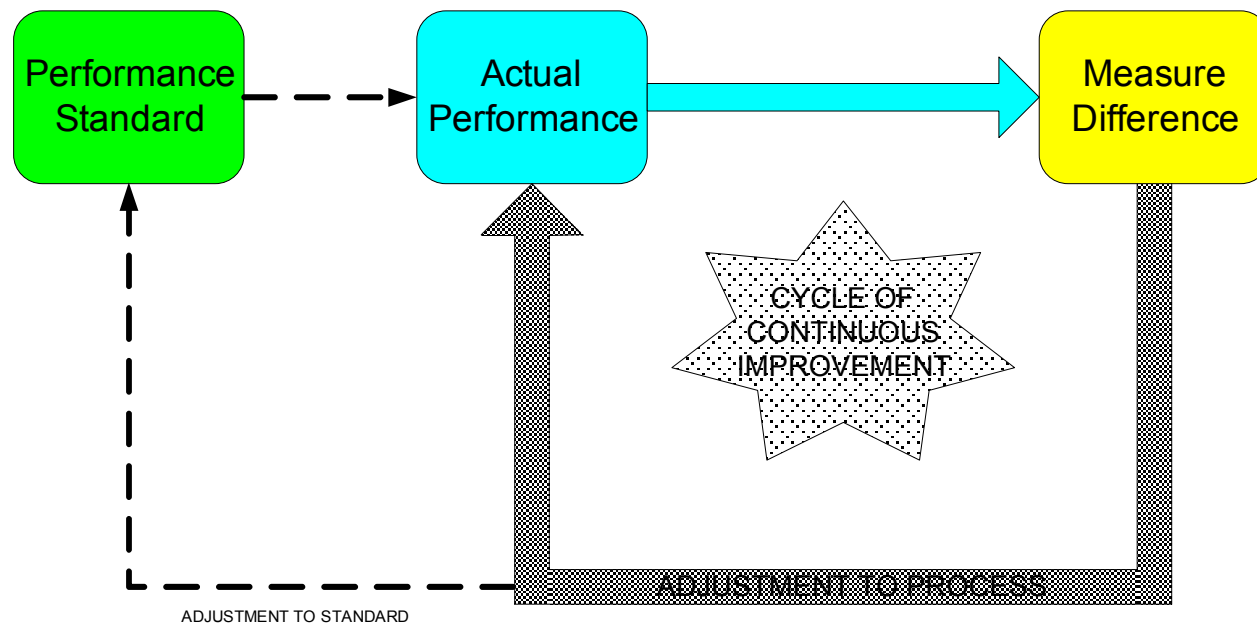 Performance
Standard
Actual
Performance
Measure
Difference
CYCLE OF
CONTINUOUS
IMPROVEMENT
ADJUSTMENT TO PROCESS
ADJUSTMENT TO STANDARD